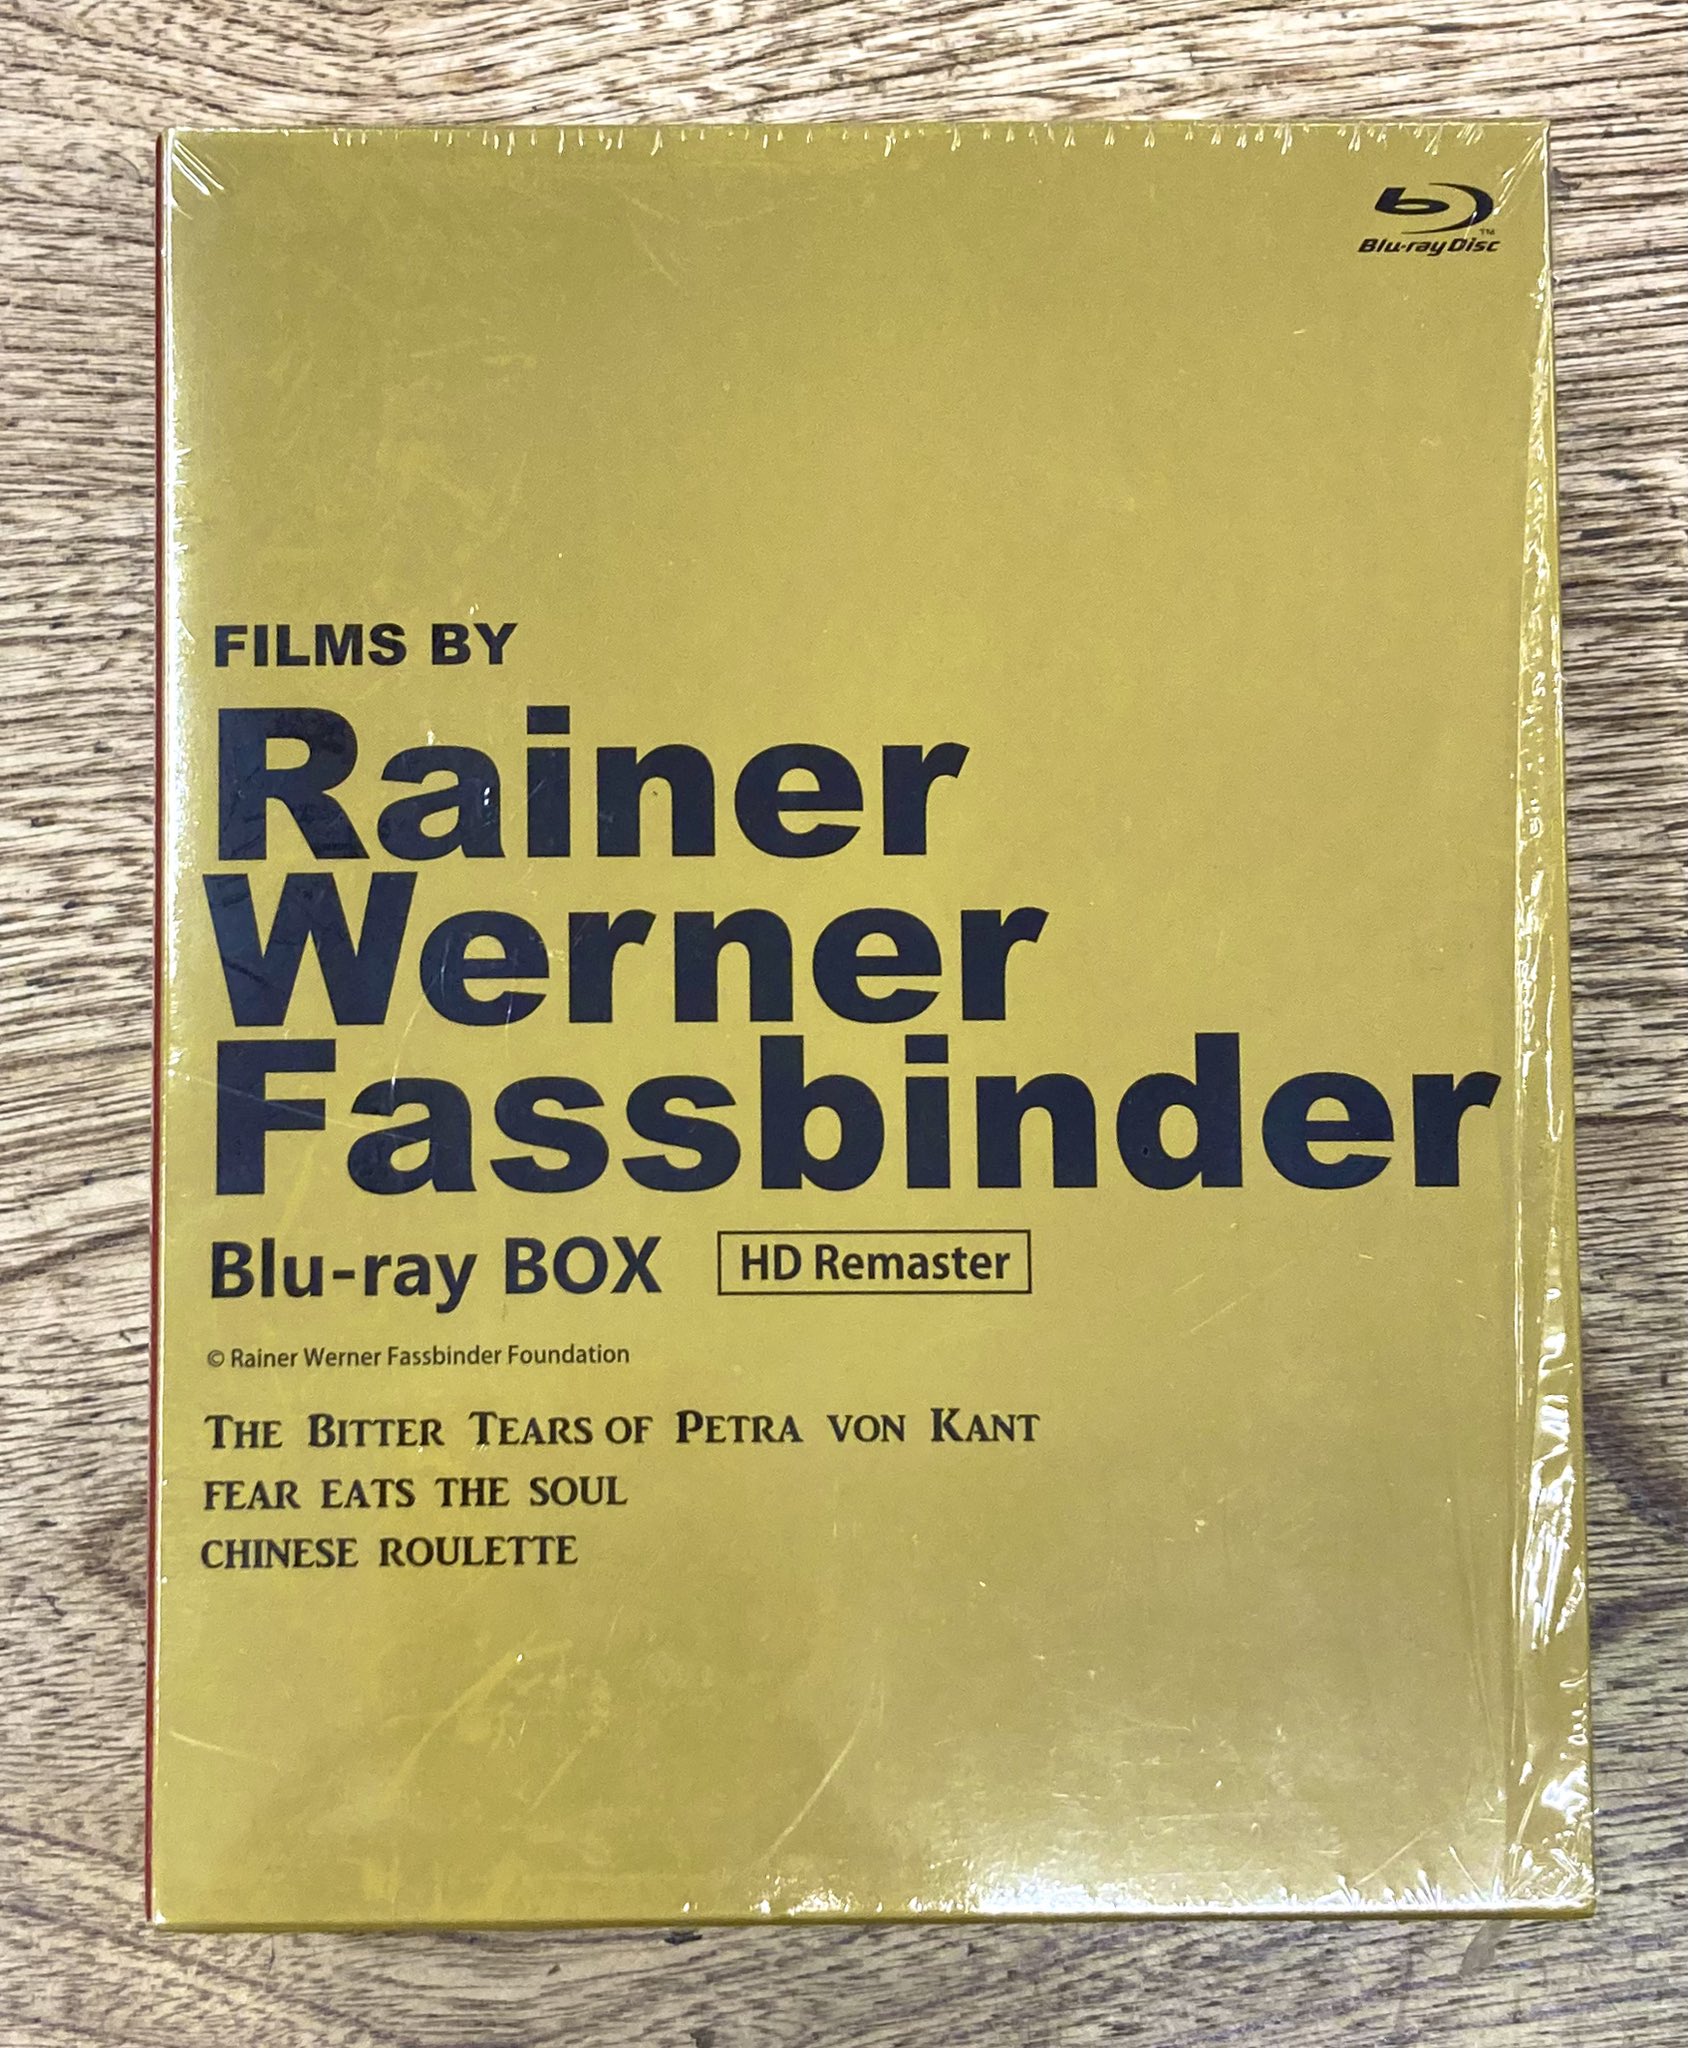 Blu-ray Disc™
FILMS BY
Rainer
Werner
Fassbinder
Blu-ray BOX HD Remaster
© Rainer Werner Fassbinder Foundation
THE BITTER TEARS OF PETRA VON KANT
FEAR EATS THE SOUL
CHINESE ROULETTE